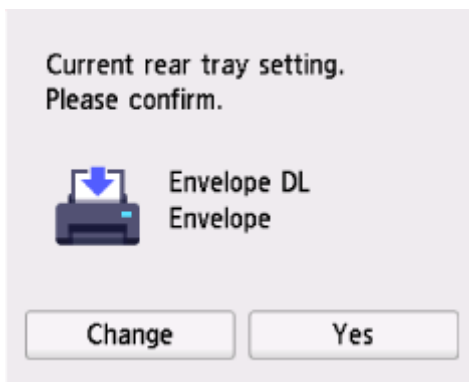 Current rear tray setting.
Please confirm.
Envelope DL
Envelope
Change
Yes